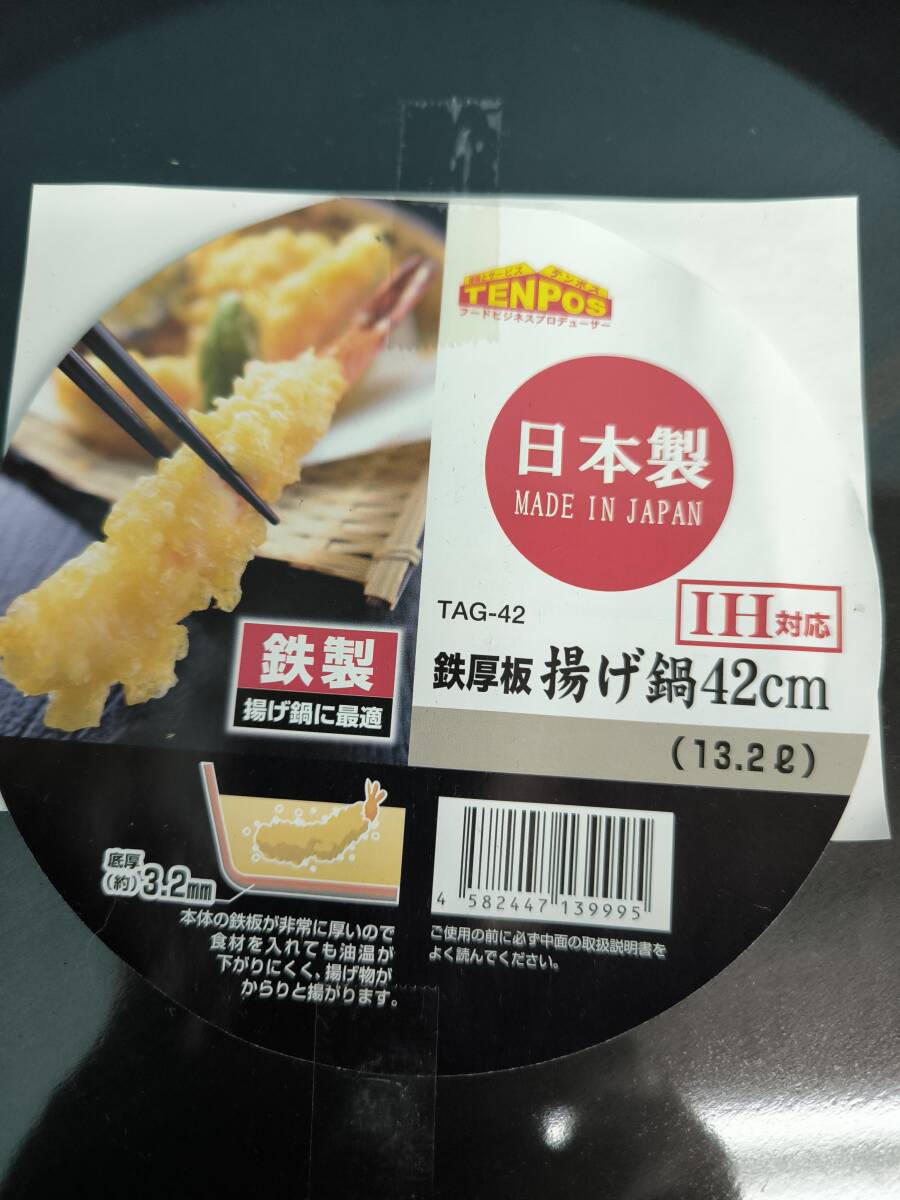 テンポス
TENPOS
フードビジネスプロデューサー
日本製
MADE IN JAPAN
TAG-42
IH対応
鉄厚板 揚げ鍋42cm
(13.2ℓ)
鉄製
揚げ鍋に最適
底厚
(約)3.2mm
本体の鉄板が非常に厚いので
食材を入れても油温が
下がりにくく、揚げ物が
からりと揚がります。
4 582447 139995
ご使用の前に必ず中面の取扱説明書を
よく読んでください。